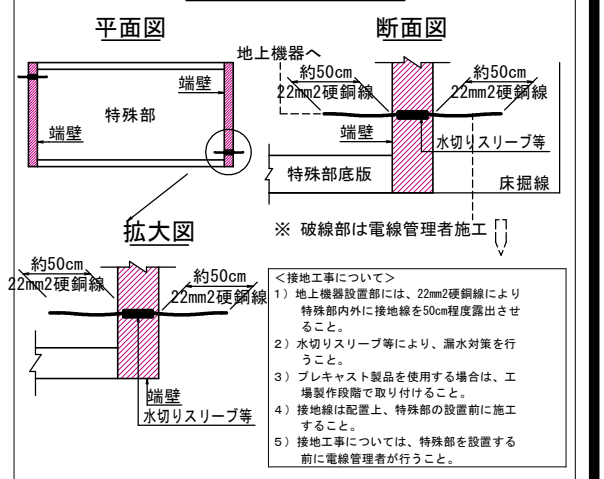 平面図
断面図
地上機器へ
約50cm
22mm2硬銅線
約50cm
22mm2硬銅線
端壁
特殊部
端壁
端壁
水切りスリーブ等
特殊部底版
床掘線
※ 破線部は電線管理者施工
拡大図
約50cm
22mm2硬銅線
約50cm
22mm2硬銅線
端壁
水切りスリーブ等
<接地工事について>
1) 地上機器設置部には、22mm2硬銅線により
特殊部内外に接地線を50cm程度露出させ
ること。
2) 水切りスリーブ等により、漏水対策を行
うこと。
3) プレキャスト製品を使用する場合は、工
場製作段階で取り付けること。
4) 接地線は配置上、特殊部の設置前に施工
すること。
5) 接地工事については、特殊部を設置する
前に電線管理者が行うこと。